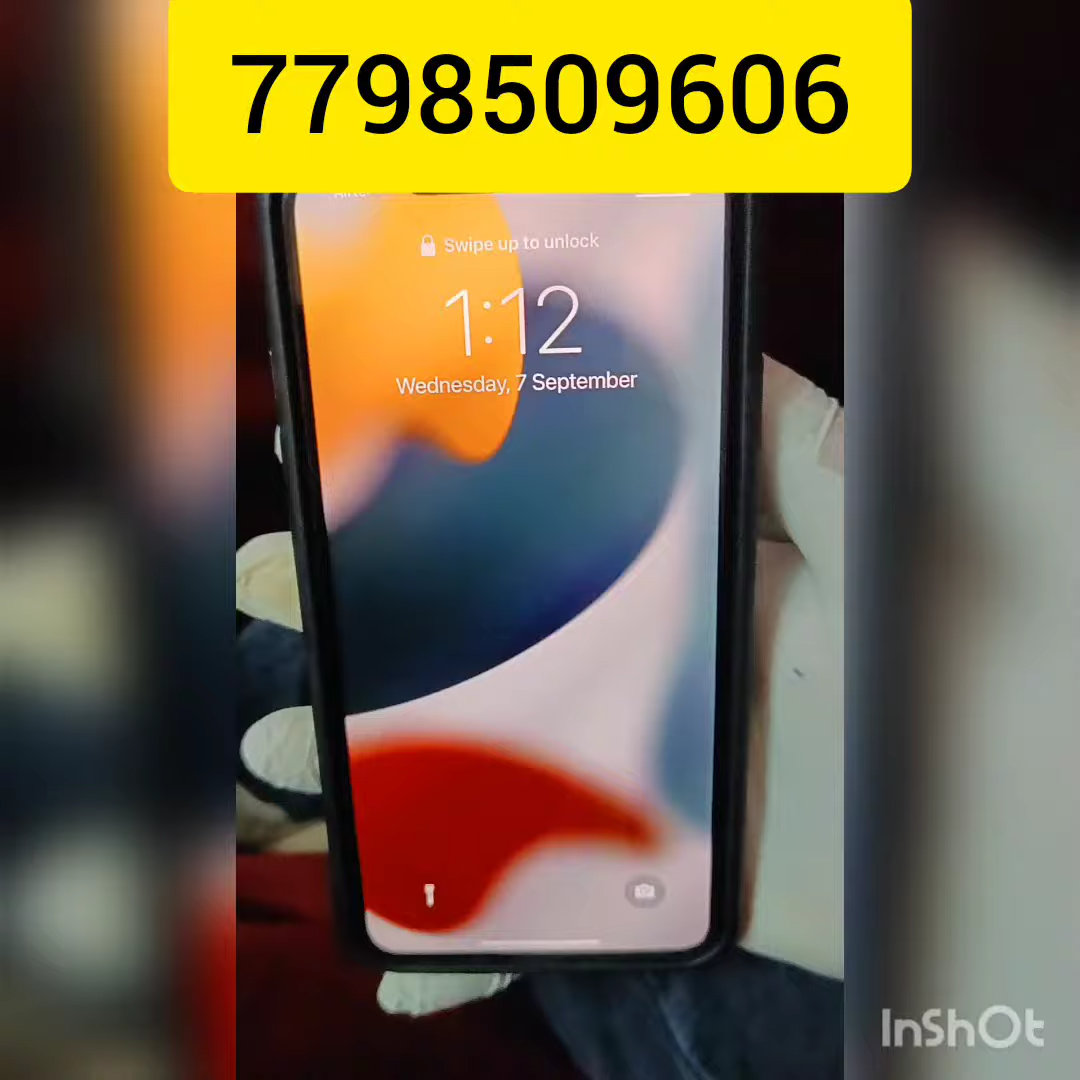 7798509606
Swipe up to unlock
1:12
Wednesday, 7 September
InShOt